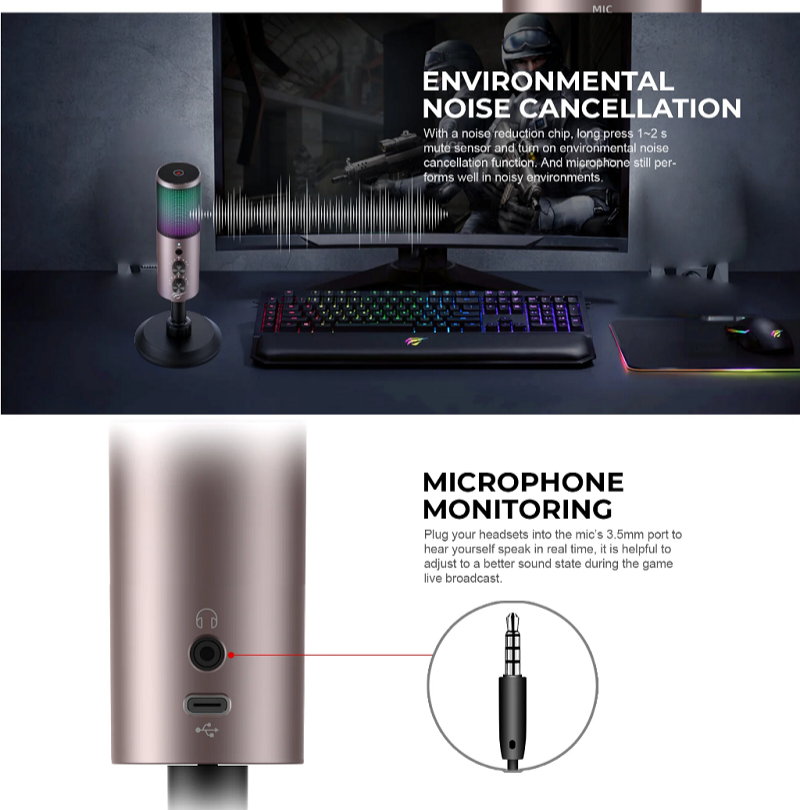 MIC
ENVIRONMENTAL
NOISE CANCELLATION
With a noise reduction chip, long press 1~2 s
mute sensor and turn on environmental noise
cancellation function. And microphone still per-
forms well in noisy environments.
MICROPHONE
MONITORING
Plug your headsets into the mic's 3.5mm port to
hear yourself speak in real time, it is helpful to
adjust to a better sound state during the game
live broadcast.